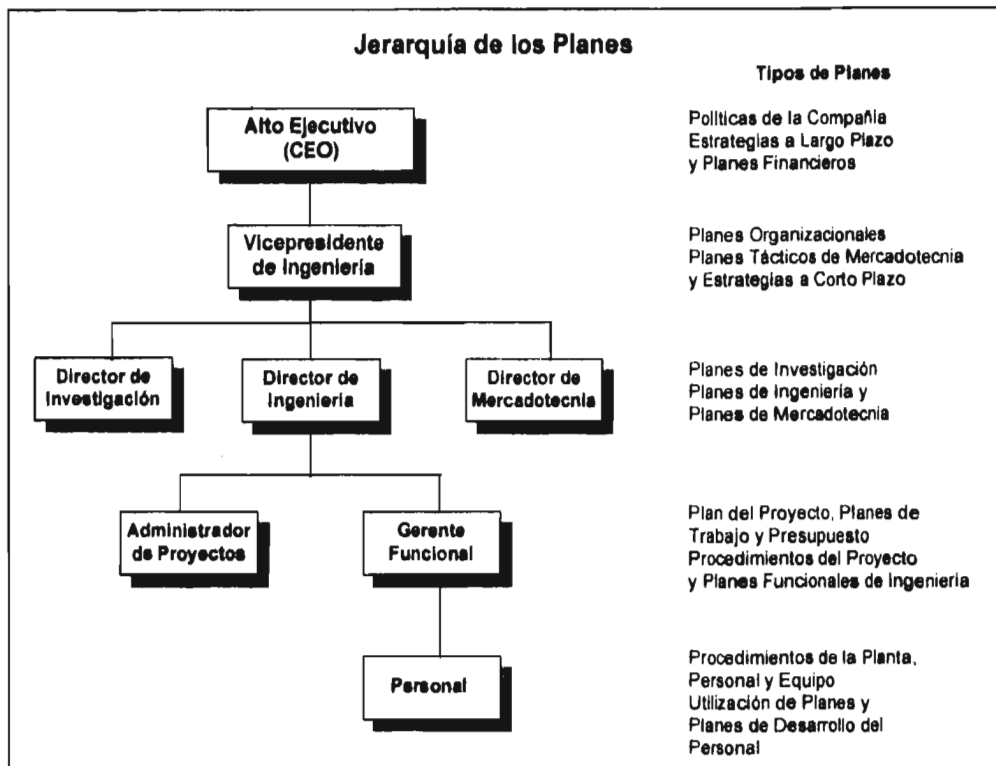 Jerarquía de los Planes
Tipos de Planes
Alto Ejecutivo
(CEO)
Políticas de la Compañía
Estrategias a Largo Plazo
y Planes Financieros
Vicepresidente
de Ingeniería
Planes Organizacionales
Planes Tácticos de Mercadotecnia
y Estrategias a Corto Plazo
Director de
Investigación
Director de
Ingeniería
Director de
Mercadotecnia
Planes de Investigación
Planes de Ingeniería y
Planes de Mercadotecnia
Administrador
de Proyectos
Gerente
Funcional
Plan del Proyecto, Planes de
Trabajo y Presupuesto
Procedimientos del Proyecto
y Planes Funcionales de Ingeniería
Personal
Procedimientos de la Planta,
Personal y Equipo
Utilización de Planes y
Planes de Desarrollo del
Personal